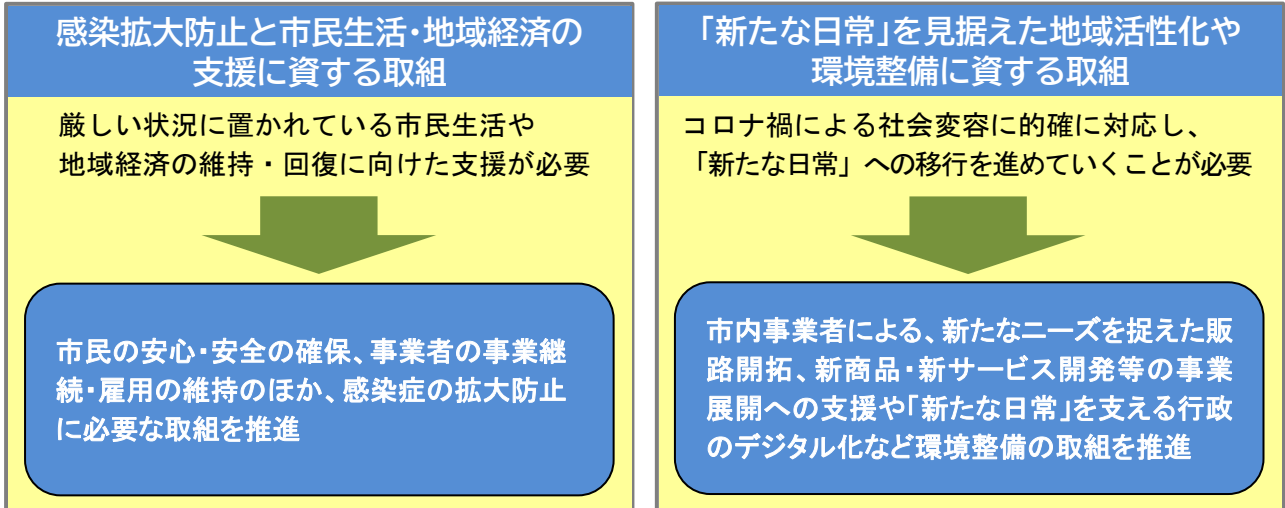 感染拡大防止と市民生活・地域経済の
支援に資する取組
厳しい状況に置かれている市民生活や
地域経済の維持・回復に向けた支援が必要
市民の安心・安全の確保、事業者の事業継
続・雇用の維持のほか、感染症の拡大防止
に必要な取組を推進
「新たな日常」を見据えた地域活性化や
環境整備に資する取組
コロナ禍による社会変容に的確に対応し、
「新たな日常」への移行を進めていくことが必要
市内事業者による、新たなニーズを捉えた販
路開拓、新商品・新サービス開発等の事業
展開への支援や「新たな日常」を支える行政
のデジタル化など環境整備の取組を推進